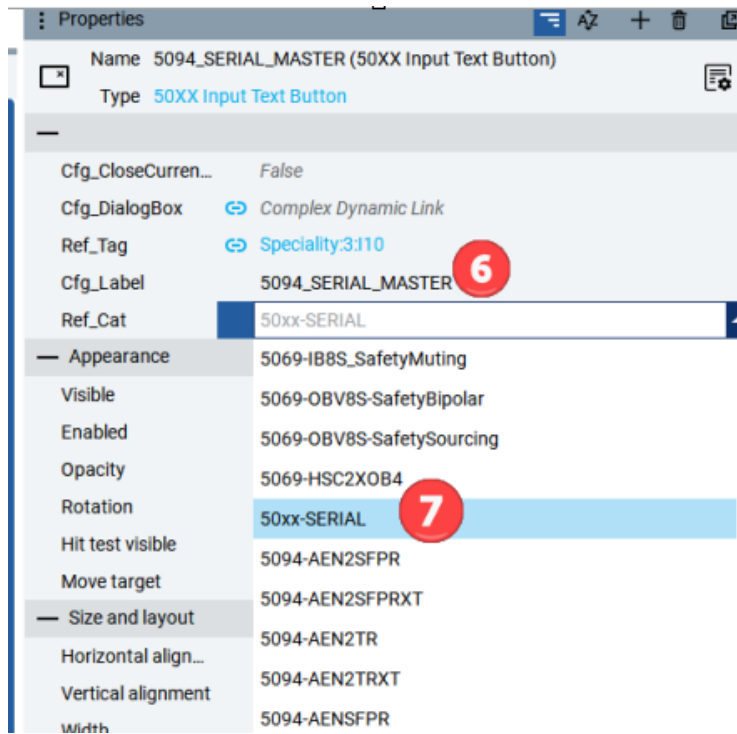 Properties
AZ
Name 5094_SERIAL_MASTER (50XX Input Text Button)
Type 50XX Input Text Button
Cfg_CloseCurren... False
Cfg_DialogBox Complex Dynamic Link
Ref_Tag Speciality:3:I10
Cfg_Label 5094_SERIAL_MASTER 6
Ref_Cat 50xx-SERIAL
Appearance 5069-IB8S_SafetyMuting
Visible 5069-OBV8S-SafetyBipolar
Enabled 5069-OBV8S-SafetySourcing
Opacity 5069-HSC2XOB4
Rotation 50xx-SERIAL 7
Hit test visible 5094-AEN2SFPR
Move target 5094-AEN2SFPRXT
Size and layout
Horizontal align... 5094-AEN2TR
Vertical alignment 5094-AEN2TRXT
Width 5094-AENSFPR